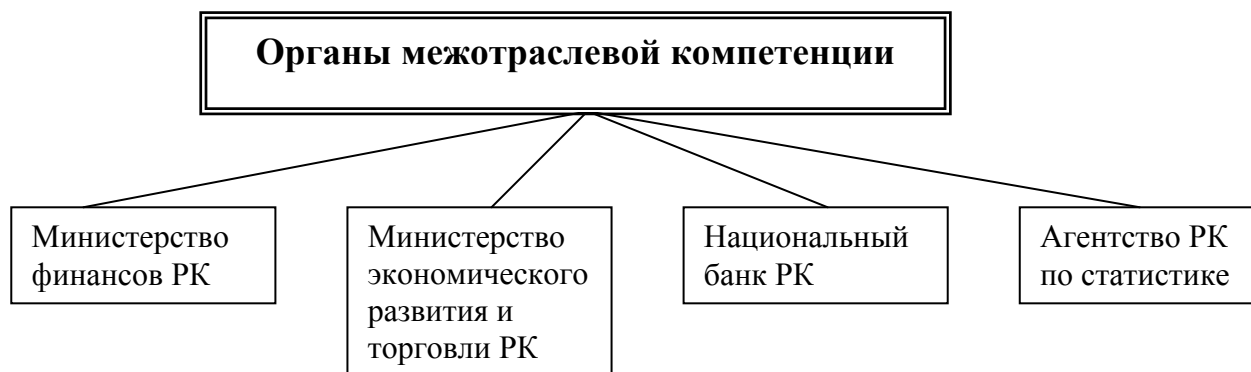 Органы межотраслевой компетенции
Министерство
финансов РК
Министерство
экономического
развития и
торговли РК
Национальный
банк РК
Агентство РК
по статистике